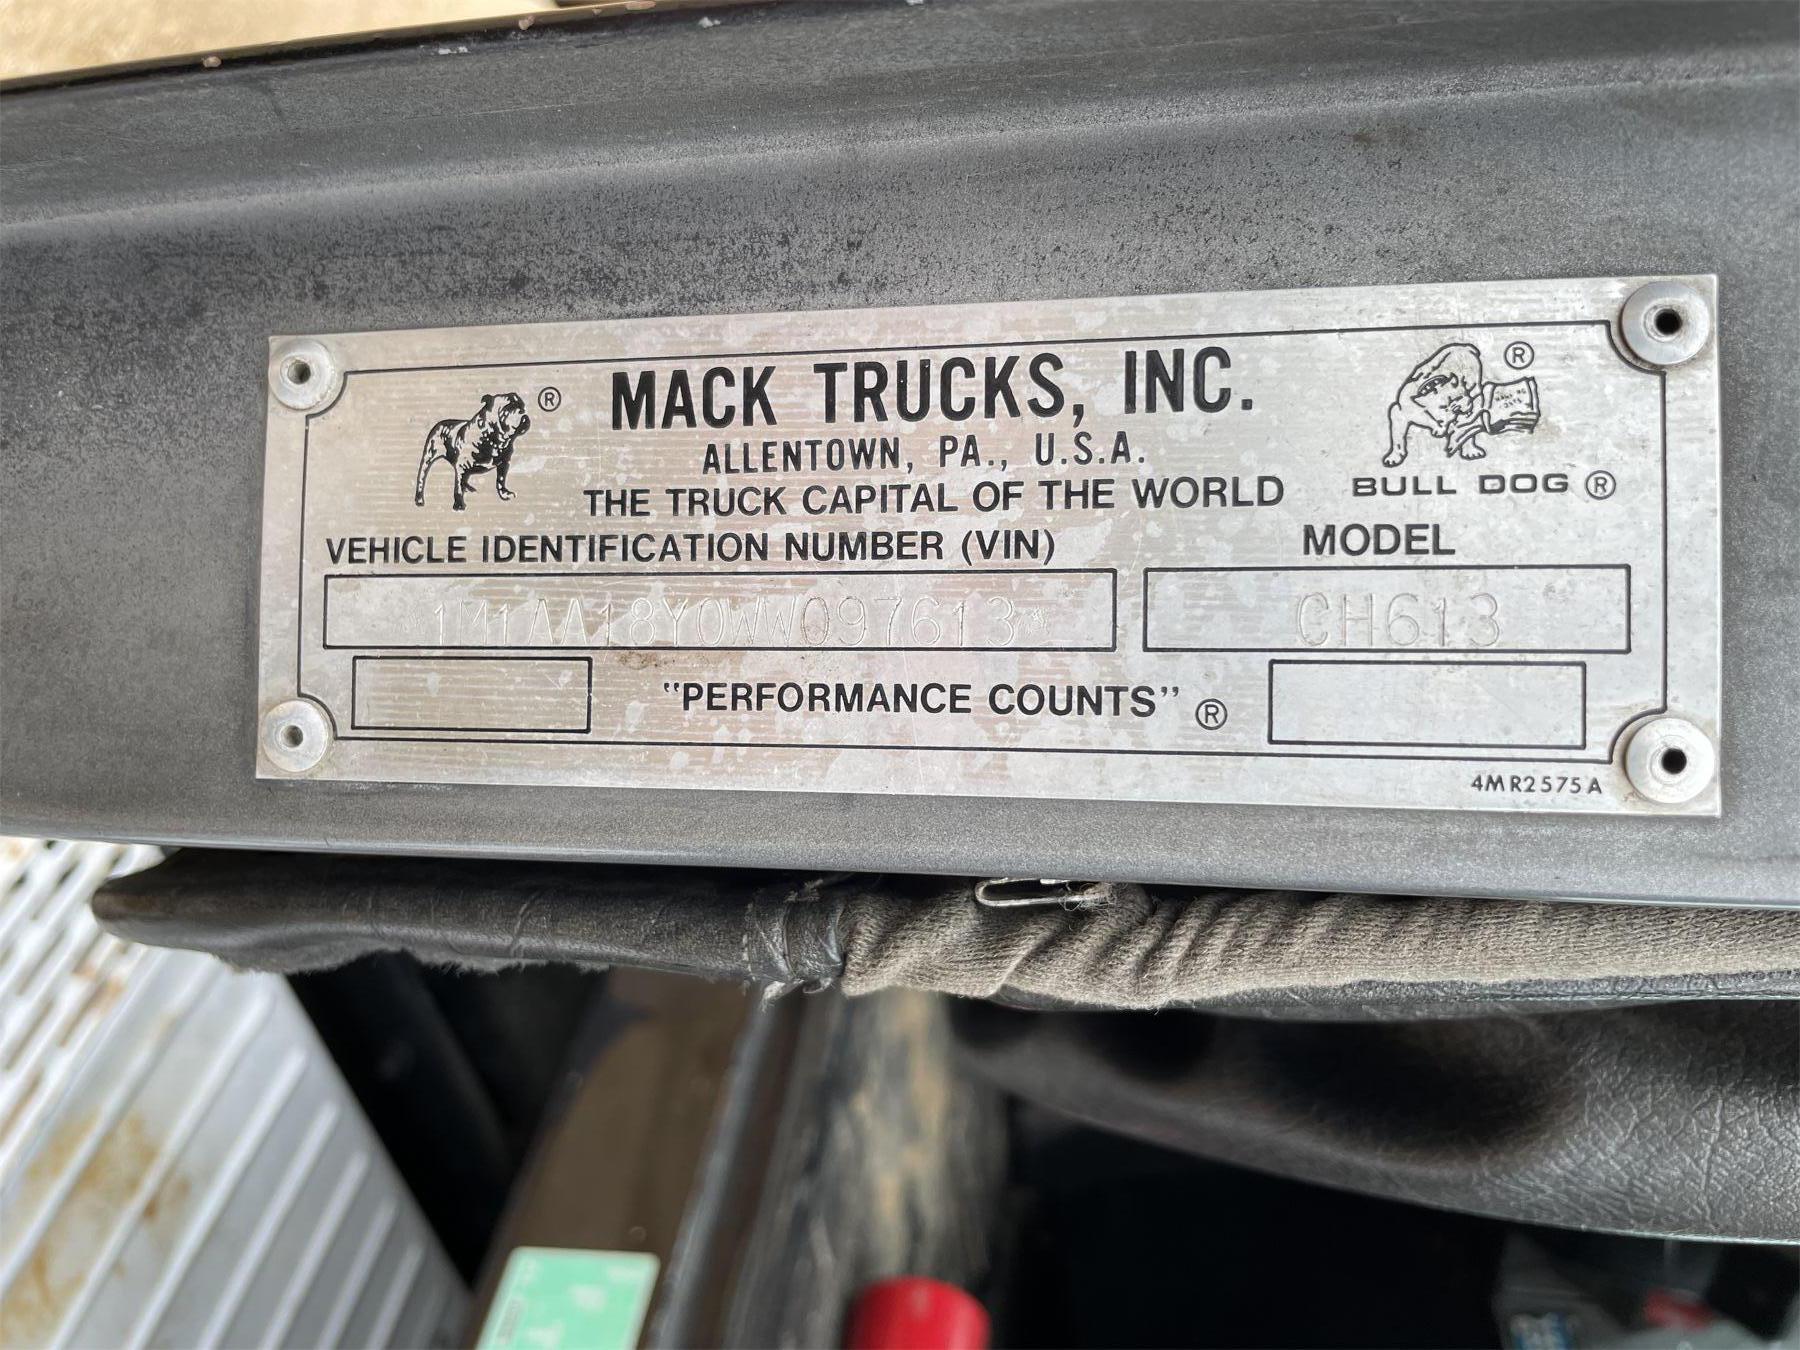 ®
MACK TRUCKS, INC.
®
ALLENTOWN, PA., U.S.A.
THE TRUCK CAPITAL OF THE WORLD
BULL DOG ®
VEHICLE IDENTIFICATION NUMBER (VIN)
MODEL
*1M1AA18Y0WW097613*
CH613
"PERFORMANCE COUNTS" ®
4MR2575A